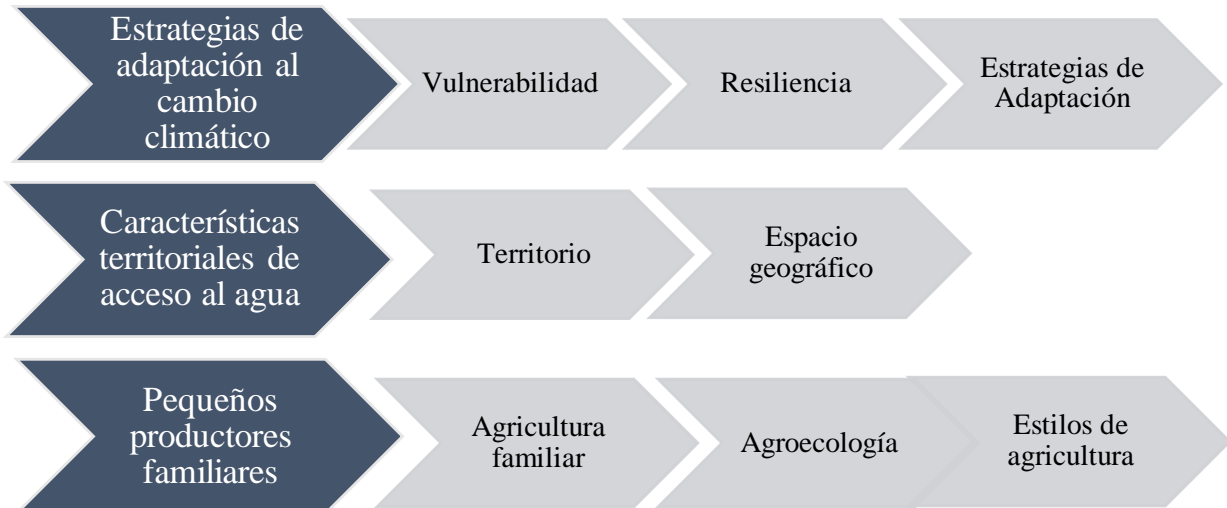 Estrategias de
adaptación al
cambio
climático
Vulnerabilidad
Resiliencia
Estrategias de
Adaptación
Características
territoriales de
acceso al agua
Territorio
Espacio
geográfico
Pequeños
productores
familiares
Agricultura
familiar
Agroecología
Estilos de
agricultura